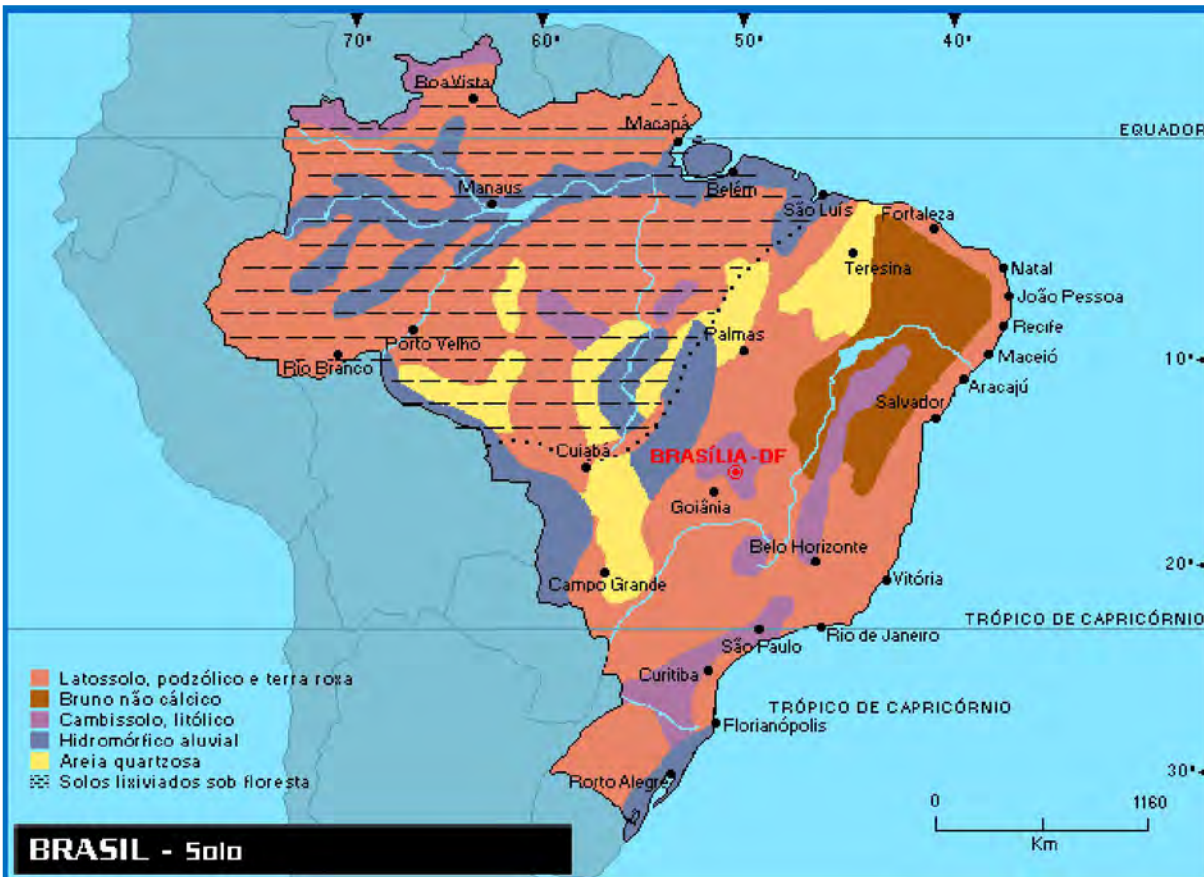 70°
60°
50°
40°
Boa Vista
Macapá
EQUADOR
Manaus
Belém
São Luís
Fortaleza
Teresina
Natal
João Pessoa
Recife
Palmas
Porto Velho
Rio Branco
Maceió
10°
Aracajú
Salvador
Cuiabá
BRASÍLIA-DF
Goiânia
Belo Horizonte
20°
Campo Grande
Vitória
TRÓPICO DE CAPRICÓRNIO
São Paulo
Rio de Janeiro
Latossolo, podzólico e terra roxa
Curitiba
Bruno não cálcico
TRÓPICO DE CAPRICÓRNIO
Cambissolo, litólico
Florianópolis
Hidromórfico aluvial
Areia quartzosa
Solos lixiviados sob floresta
Rorto Alegre
30°
0
1160
Km
BRASIL - Solo